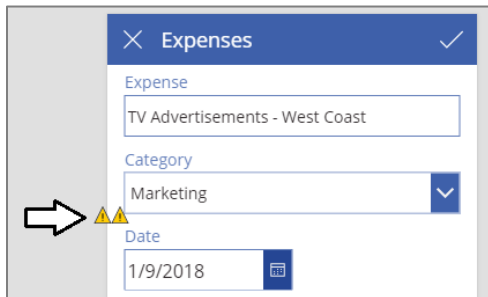 Expenses
Expense
TV Advertisements - West Coast
Category
Marketing
Date
1/9/2018